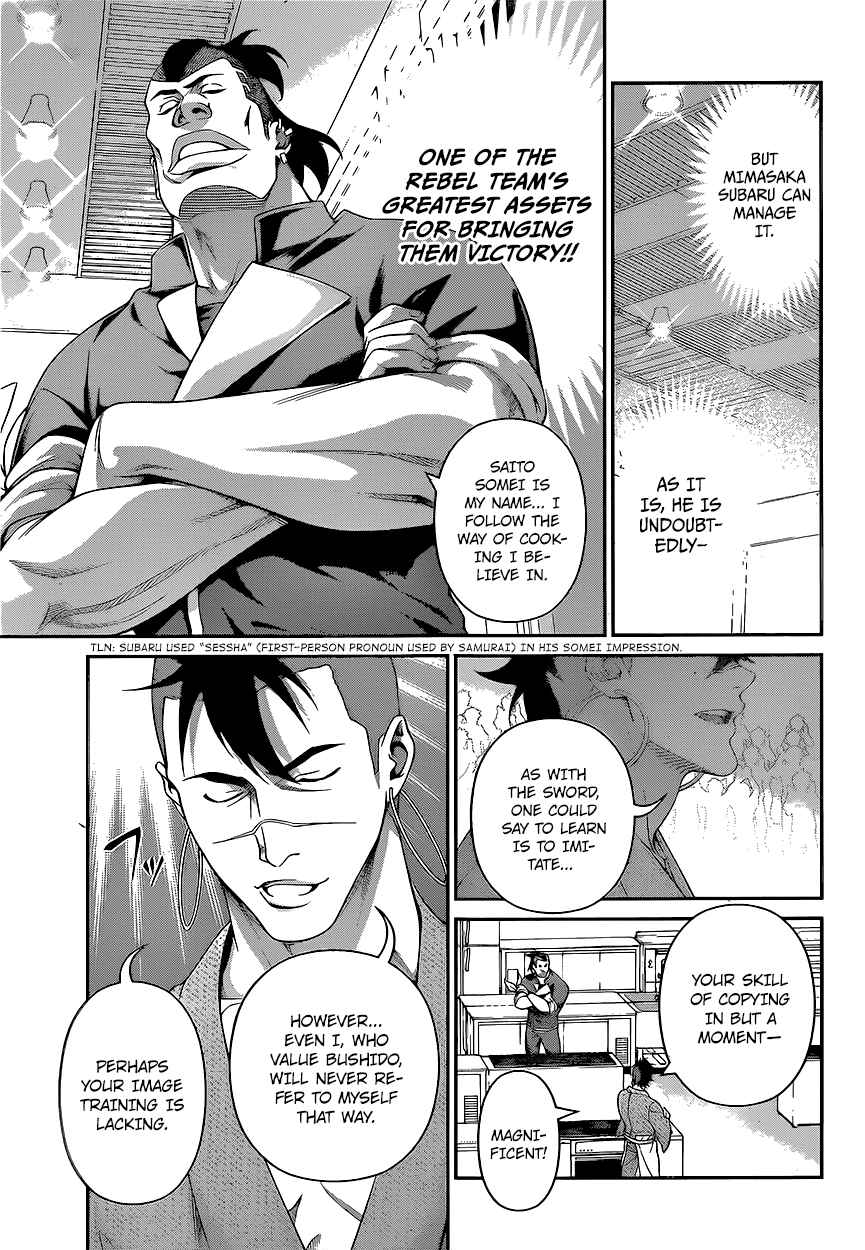 BUT
MIMASAKA
SUBARU CAN
MANAGE
IT.
AS IT
IS, HE IS
UNDOUBT-
EDLY-
ONE OF THE
REBEL TEAM'S
GREATEST ASSETS
FOR BRINGING
THEM VICTORY!!
SAITO
SOMEI IS
MY NAME... I
FOLLOW THE
WAY OF COOK-
ING I BE-
LIEVE IN.
TLN: SUBARU USED "SESSHA" (FIRST-PERSON PRONOUN USED BY SAMURAI) IN HIS SOMEI IMPRESSION.
AS WITH
THE SWORD,
ONE COULD
SAY TO LEARN
IS TO IMI-
TATE...
YOUR SKILL
OF COPYING
IN BUT A
MOMENT-
MAGNI-
FICENT!
HOWEVER...
EVEN I, WHO
VALUE BUSHIDO,
WILL NEVER RE-
FER TO MYSELF
THAT WAY.
PERHAPS
YOUR IMAGE
TRAINING IS
LACKING.